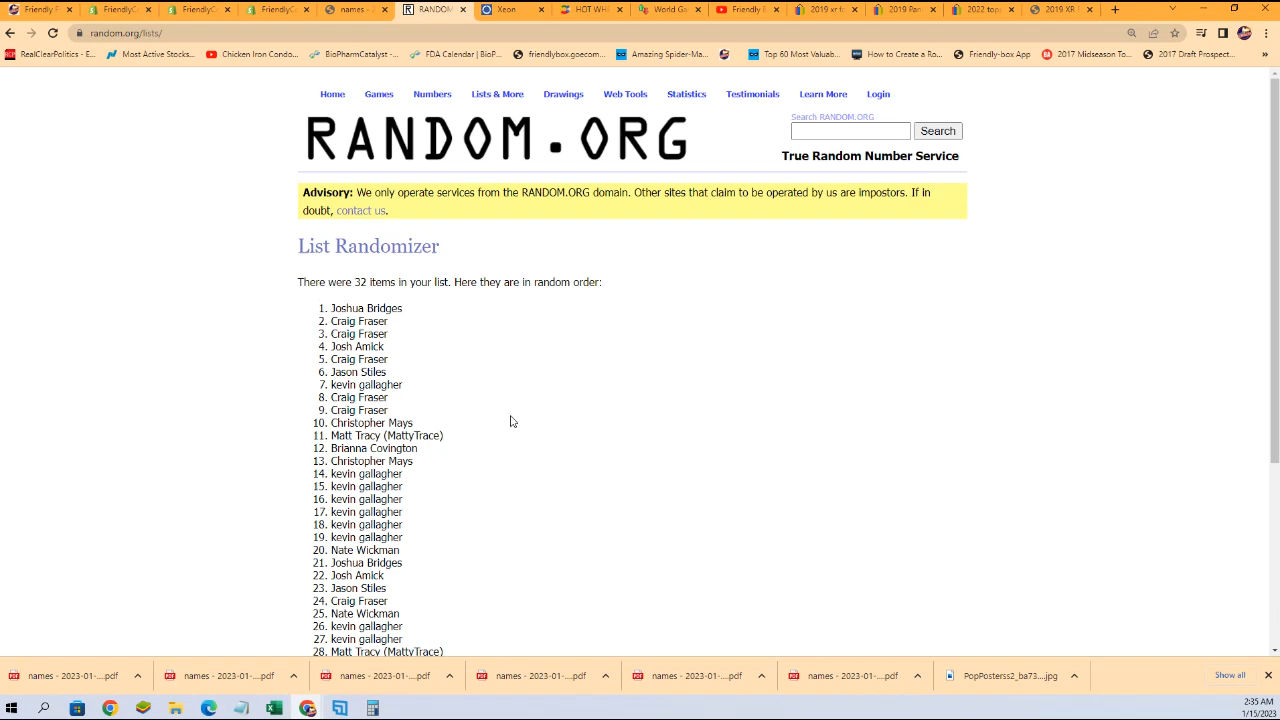 Friendly F
FriendlyC
FriendlyC
FriendlyC
names - 2
RANDOM
Xeon
HOT WH
World Ga
Friendly
2019 xr fo
2019 Pan
2022 top
2019 XR
random.org/lists/
RealClearPolitics - E...
Most Active Stocks...
Chicken Iron Condo...
BioPharmCatalyst -...
FDA Calendar | BioP...
friendlybox.goecom...
Amazing Spider-Ma...
Top 60 Most Valuab...
How to Create a Ro...
Friendly-box App
2017 Midseason To...
2017 Draft Prospect...
Home
Games
Numbers
Lists & More
Drawings
Web Tools
Statistics
Testimonials
Learn More
Login
Search RANDOM.ORG
RANDOM.ORG
Search
True Random Number Service
Advisory: We only operate services from the RANDOM.ORG domain. Other sites that claim to be operated by us are impostors. If in
doubt, contact us.
List Randomizer
There were 32 items in your list. Here they are in random order:
1. Joshua Bridges
2. Craig Fraser
3. Craig Fraser
4. Josh Amick
5. Craig Fraser
6. Jason Stiles
7. kevin gallagher
8. Craig Fraser
9. Craig Fraser
10. Christopher Mays
11. Matt Tracy (MattyTrace)
12. Brianna Covington
13. Christopher Mays
14. kevin gallagher
15. kevin gallagher
16. kevin gallagher
17. kevin gallagher
18. kevin gallagher
19. kevin gallagher
20. Nate Wickman
21. Joshua Bridges
22. Josh Amick
23. Jason Stiles
24. Craig Fraser
25. Nate Wickman
26. kevin gallagher
27. kevin gallagher
28. Matt Tracy (MattyTrace)
names - 2023-01-....pdf
names - 2023-01-....pdf
names - 2023-01-....pdf
names - 2023-01-....pdf
names - 2023-01-....pdf
names - 2023-01-....pdf
PopPosterss2_ba73....jpg
Show all
2:35 AM
1/15/2023